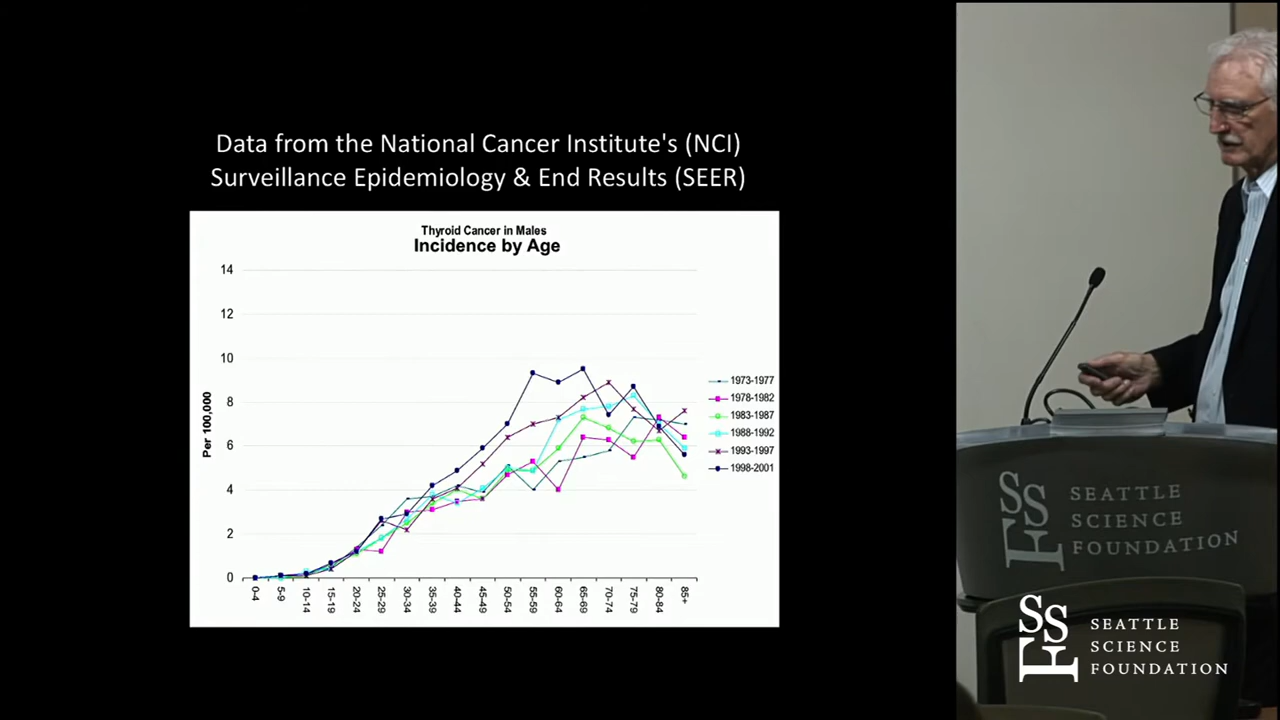 Data from the National Cancer Institute's (NCI)
Surveillance Epidemiology & End Results (SEER)
Thyroid Cancer in Males
Incidence by Age
14
12
10
8
6
4
2
0
Per 100,000
0-4
5-9
10-14
15-19
20-24
25-29
30-34
35-39
40-44
45-49
50-54
55-59
60-64
65-69
70-74
75-79
80-84
85+
1973-1977
1978-1982
1983-1987
1988-1992
1993-1997
1998-2001
SSF
SEATTLE
SCIENCE
FOUNDATION
SSF
SEATTLE
SCIENCE
FOUNDATION